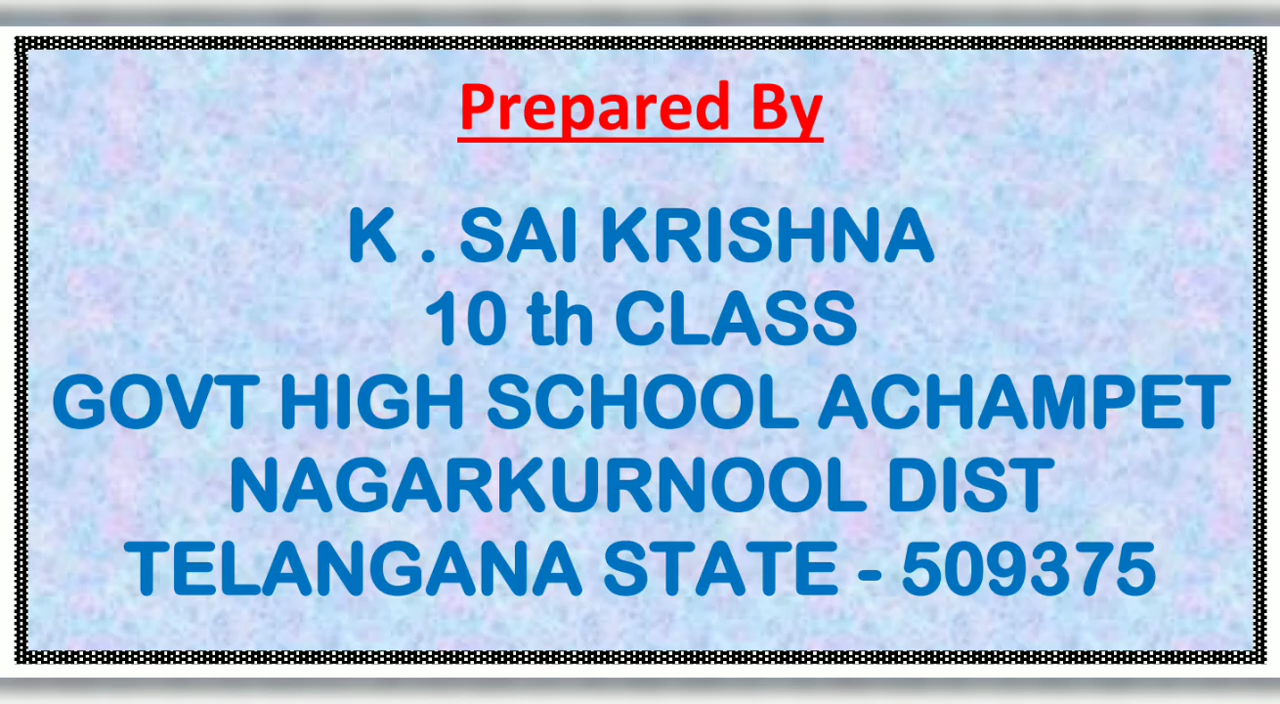 Prepared By
K . SAI KRISHNA
10 th CLASS
GOVT HIGH SCHOOL ACHAMPET
NAGARKURNOOL DIST
TELANGANA STATE - 509375